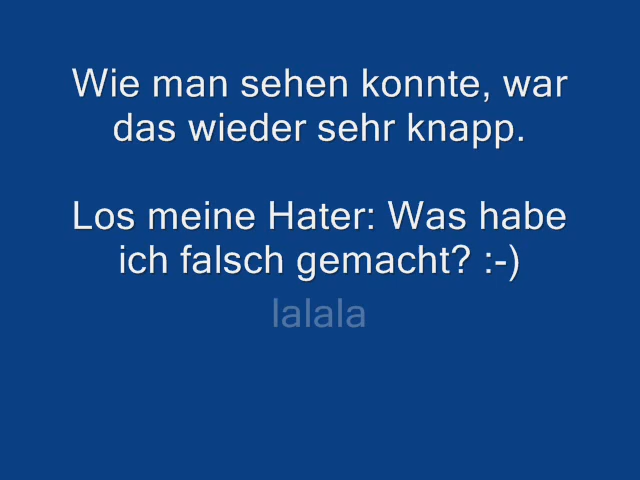 Wie man sehen konnte, war
das wieder sehr knapp.
Los meine Hater: Was habe
ich falsch gemacht? :-)
lalala